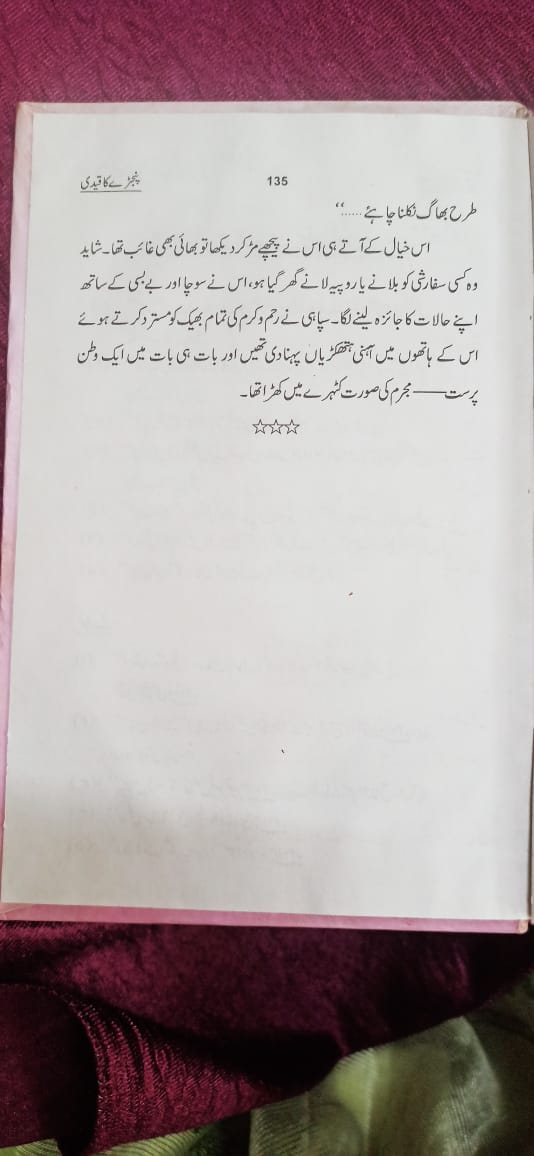 پنجڑے کا قیدی
135
طرح بھاگ نکلنا چاہئے ......“
اس خیال کے آتے ہی اس نے پیچھے مڑ کر دیکھا تو بھائی بھی غائب تھا۔ شاید
وہ کسی سفارشی کو بلانے یا روپیہ لانے گھر گیا ہو، اس نے سوچا اور بے بسی کے ساتھ
اپنے حالات کا جائزہ لینے لگا۔ سپاہی نے رحم و کرم کی تمام بھیک کو مسترد کرتے ہوئے
اس کے ہاتھوں میں آہنی ہتھکڑیاں پہنا دی تھیں اور بات ہی بات میں ایک وطن
پرست —— مجرم کی صورت کٹہرے میں کھڑا تھا۔
☆☆☆